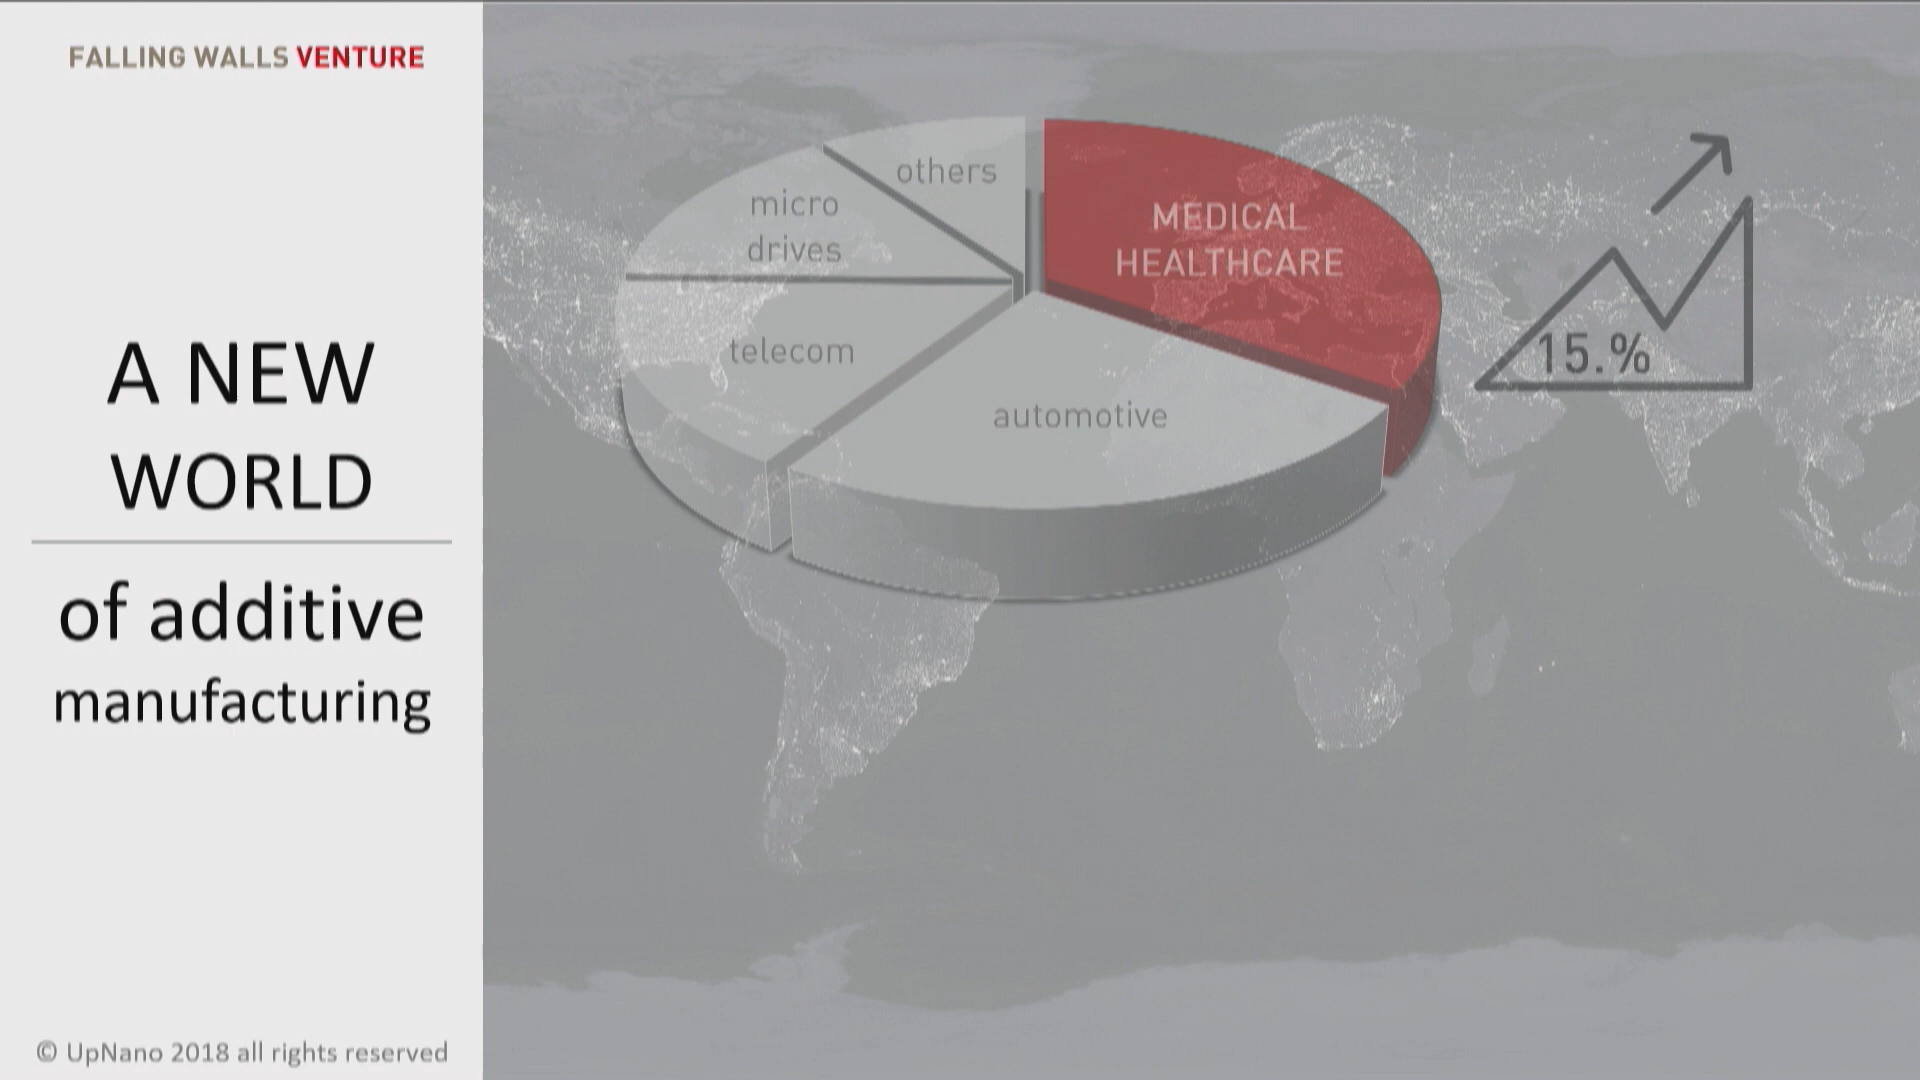 FALLING WALLS VENTURE
A NEW
WORLD
of additive
manufacturing
© UpNano 2018 all rights reserved
others
micro
drives
telecom
automotive
MEDICAL
HEALTHCARE
15.%